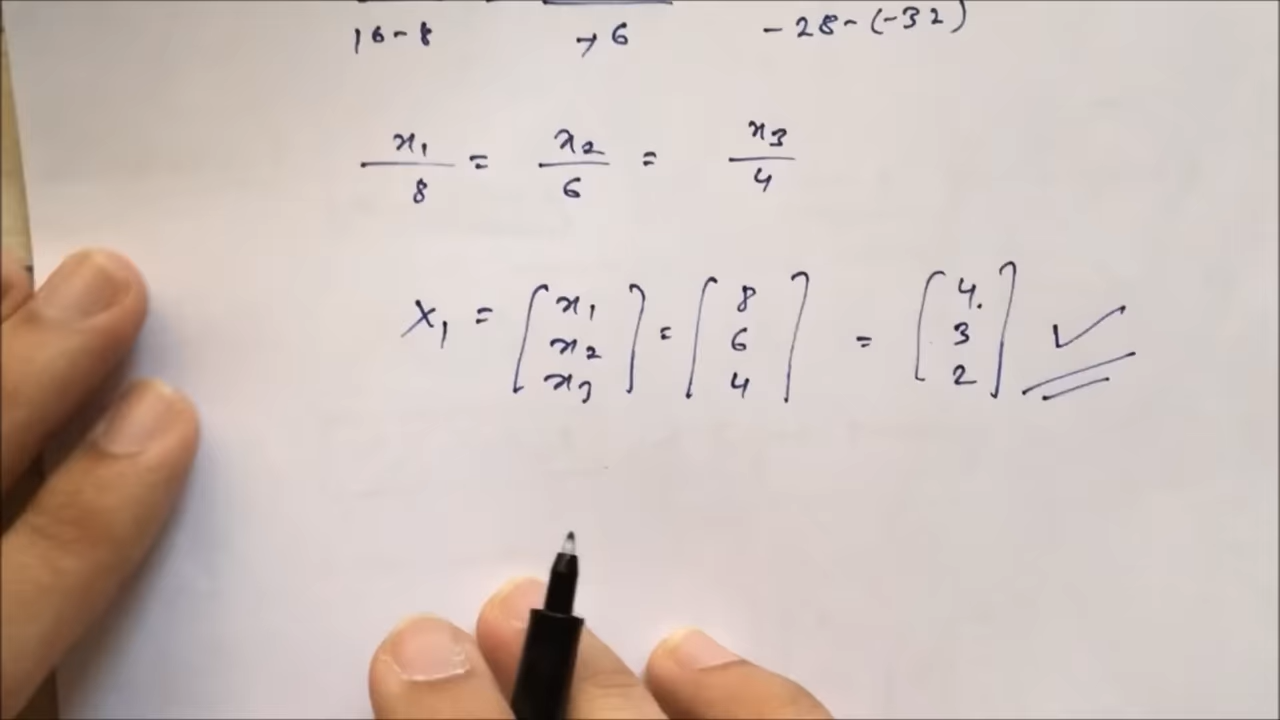 16-8 → 6 -28-(-32)
x₁/8 = x₂/6 = x₃/4
X₁ = [x₁ x₂ x₃] = [8 6 4] = [4. 3 2] ✓